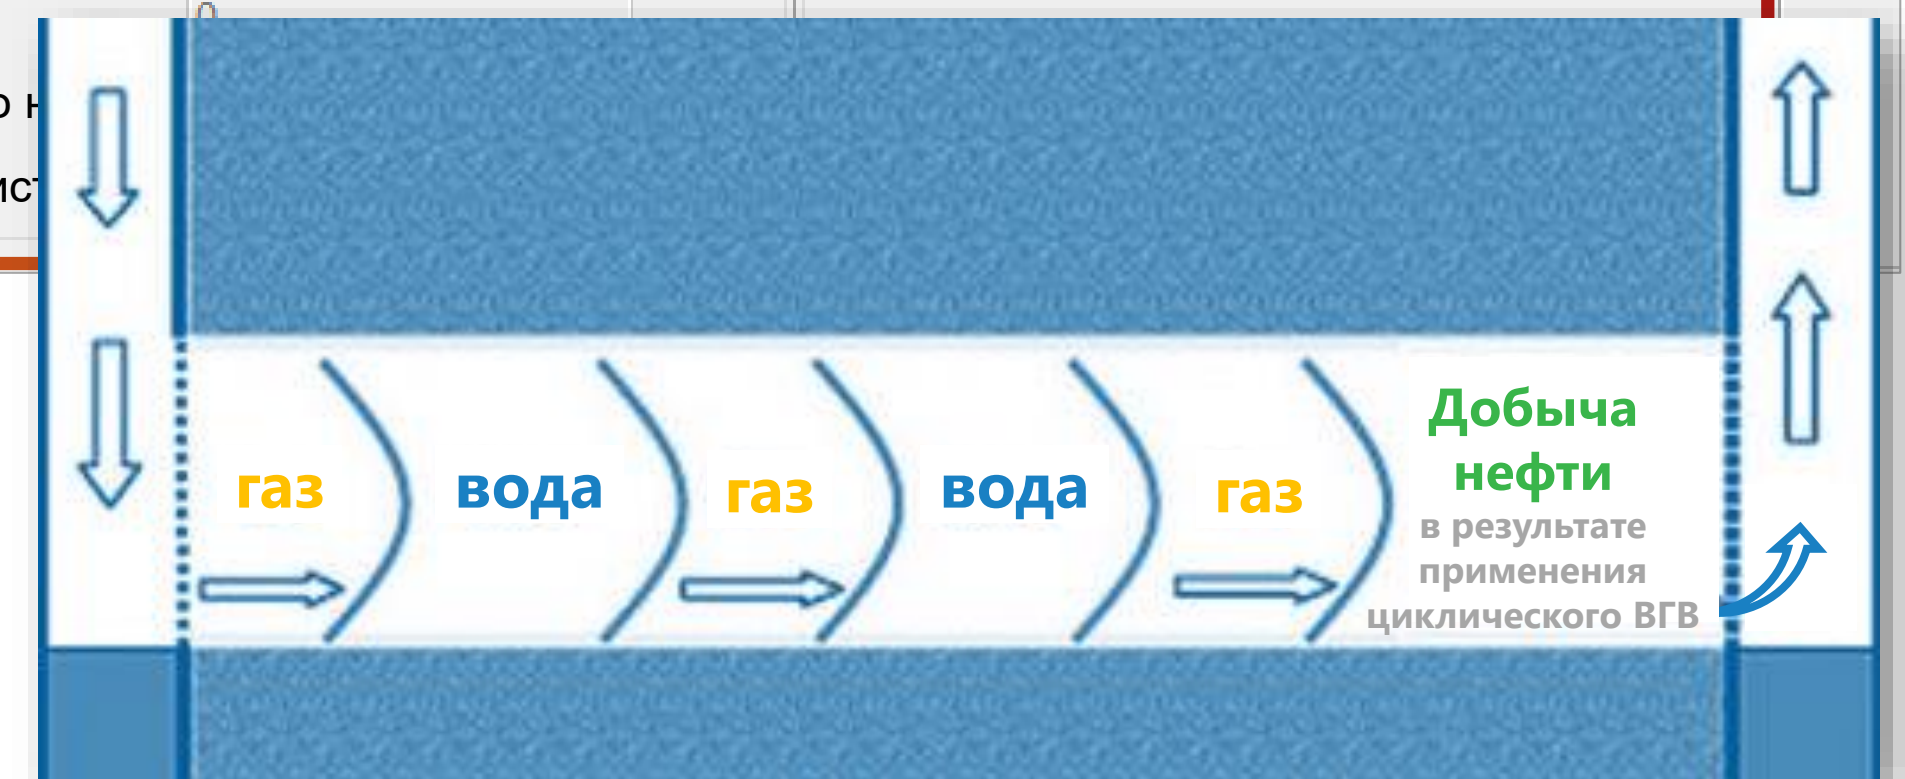 газ
вода
газ
вода
газ
Добыча
нефти
в результате
применения
циклического ВГВ